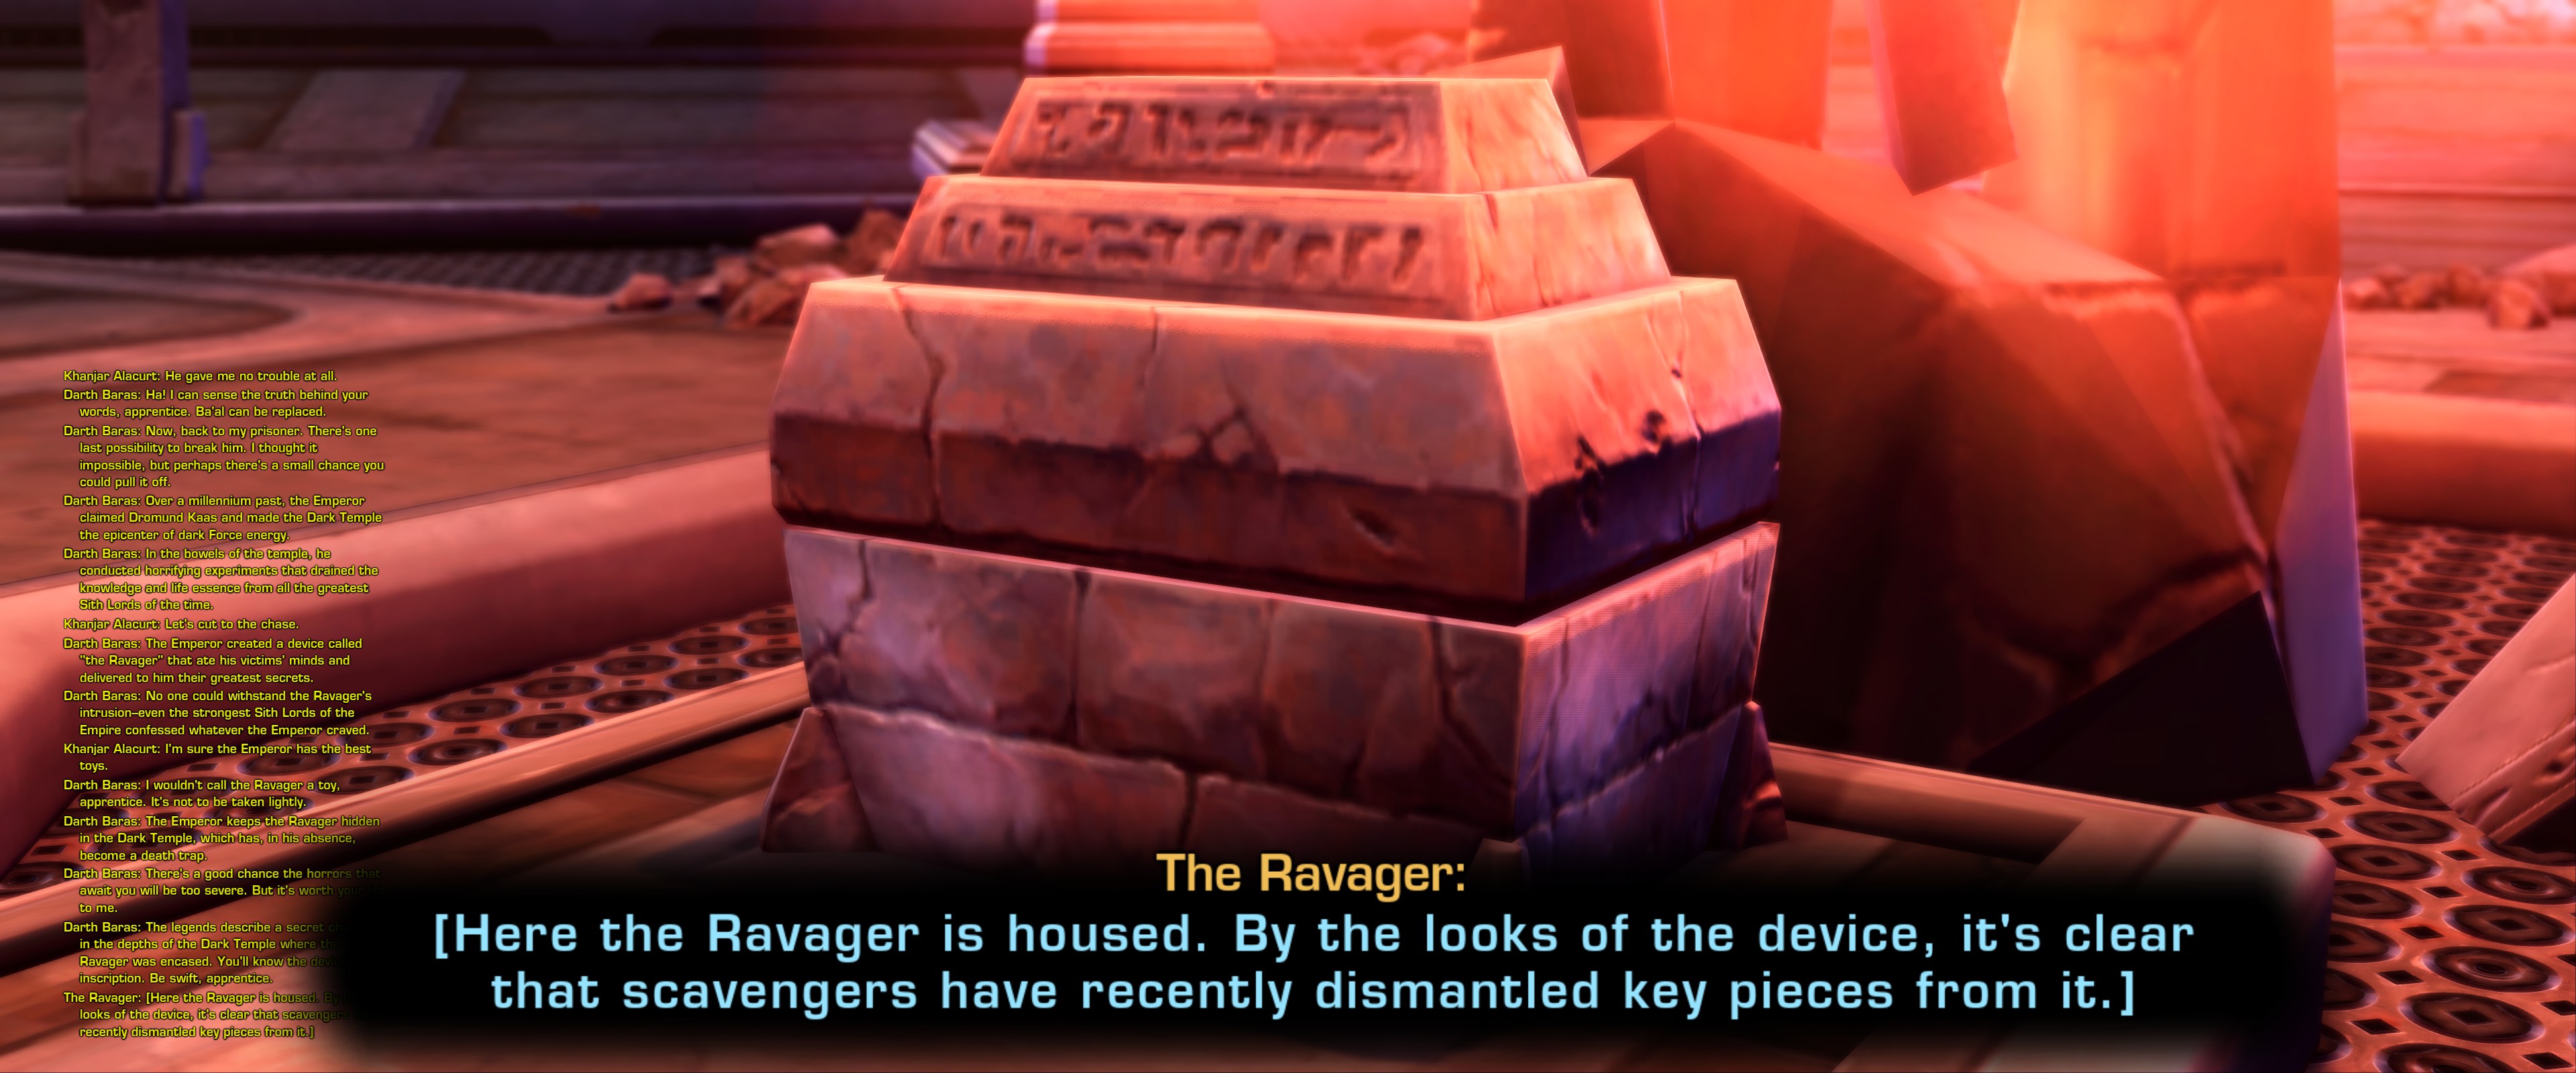 Khanjar Alacurt: He gave me no trouble at all.
Darth Baras: Ha! I can sense the truth behind your
words, apprentice. Ba'al can be replaced.
Darth Baras: Now, back to my prisoner. There's one
last possibility to break him. I thought it
impossible, but perhaps there's a small chance you
could pull it off.
Darth Baras: Over a millennium past, the Emperor
claimed Dromund Kaas and made the Dark Temple
the epicenter of dark Force energy.
Darth Baras: In the bowels of the temple, he
conducted horrifying experiments that drained the
knowledge and life essence from all the greatest
Sith Lords of the time.
Khanjar Alacurt: Let's cut to the chase.
Darth Baras: The Emperor created a device called
"the Ravager" that ate his victims' minds and
delivered to him their greatest secrets.
Darth Baras: No one could withstand the Ravager's
intrusion—even the strongest Sith Lords of the
Empire confessed whatever the Emperor craved.
Khanjar Alacurt: I'm sure the Emperor has the best
toys.
Darth Baras: I wouldn't call the Ravager a toy,
apprentice. It's not to be taken lightly.
Darth Baras: The Emperor keeps the Ravager hidden
in the Dark Temple, which has, in his absence,
become a death trap.
Darth Baras: There's a good chance the horrors that
await you will be too severe. But it's worth your
to me.
Darth Baras: The legends describe a secret
in the depths of the Dark Temple where the
Ravager was encased. You'll know the
inscription. Be swift, apprentice.
The Ravager: [Here the Ravager is housed. By
looks of the device, it's clear that scavengers
recently dismantled key pieces from it.]
The Ravager:
[Here the Ravager is housed. By the looks of the device, it's clear
that scavengers have recently dismantled key pieces from it.]